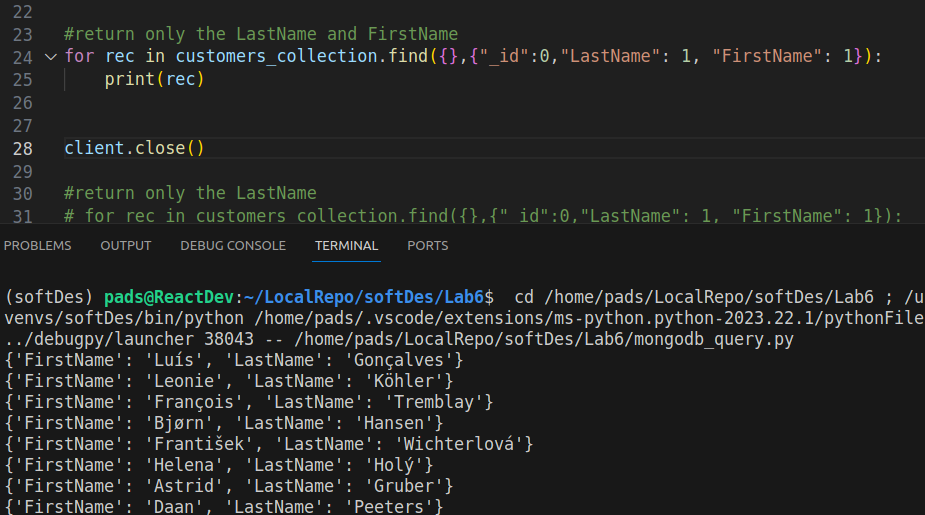 22
23 #return only the LastName and FirstName
24 for rec in customers_collection.find({},{"_id":0,"LastName": 1, "FirstName": 1}):
25 print(rec)
26
27
28 client.close()
29
30 #return only the LastName
31 # for rec in customers collection.find({},{" id":0,"LastName": 1, "FirstName": 1}):
PROBLEMS OUTPUT DEBUG CONSOLE TERMINAL PORTS
(softDes) pads@ReactDev:~/LocalRepo/softDes/Lab6$ cd /home/pads/LocalRepo/softDes/Lab6 ; /u
venvs/softDes/bin/python /home/pads/.vscode/extensions/ms-python.python-2023.22.1/pythonFile
../debugpy/launcher 38043 -- /home/pads/LocalRepo/softDes/Lab6/mongodb_query.py
{'FirstName': 'Luís', 'LastName': 'Gonçalves'}
{'FirstName': 'Leonie', 'LastName': 'Köhler'}
{'FirstName': 'François', 'LastName': 'Tremblay'}
{'FirstName': 'Bjørn', 'LastName': 'Hansen'}
{'FirstName': 'František', 'LastName': 'Wichterlová'}
{'FirstName': 'Helena', 'LastName': 'Holý'}
{'FirstName': 'Astrid', 'LastName': 'Gruber'}
{'FirstName': 'Daan', 'LastName': 'Peeters'}